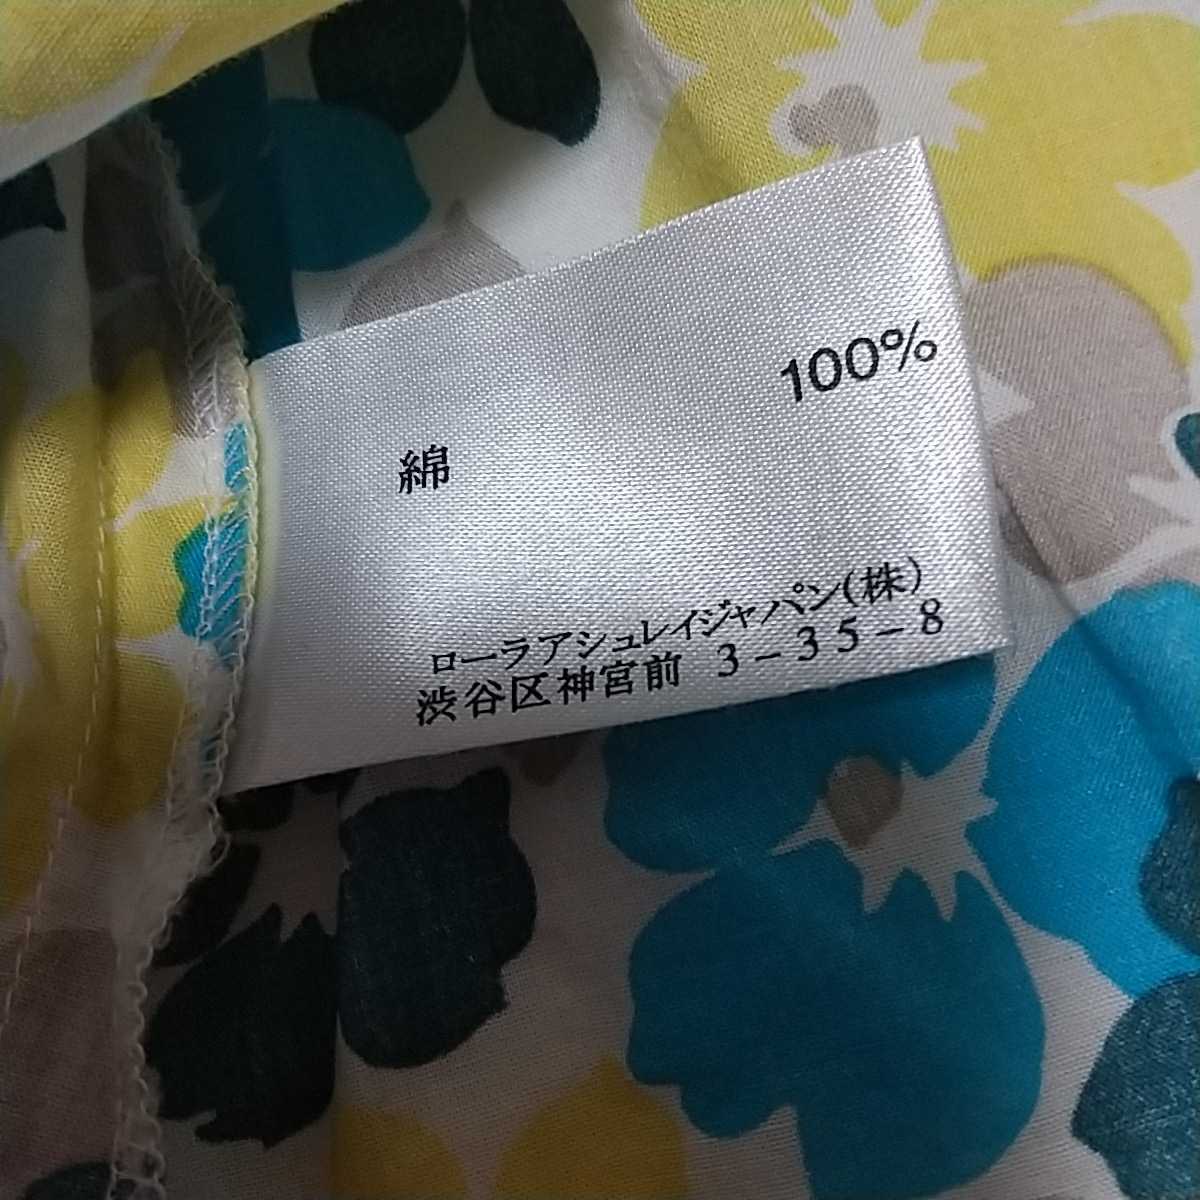 綿 100%
ローラアシュレイジャパン(株)
渋谷区神宮前 3-35-8